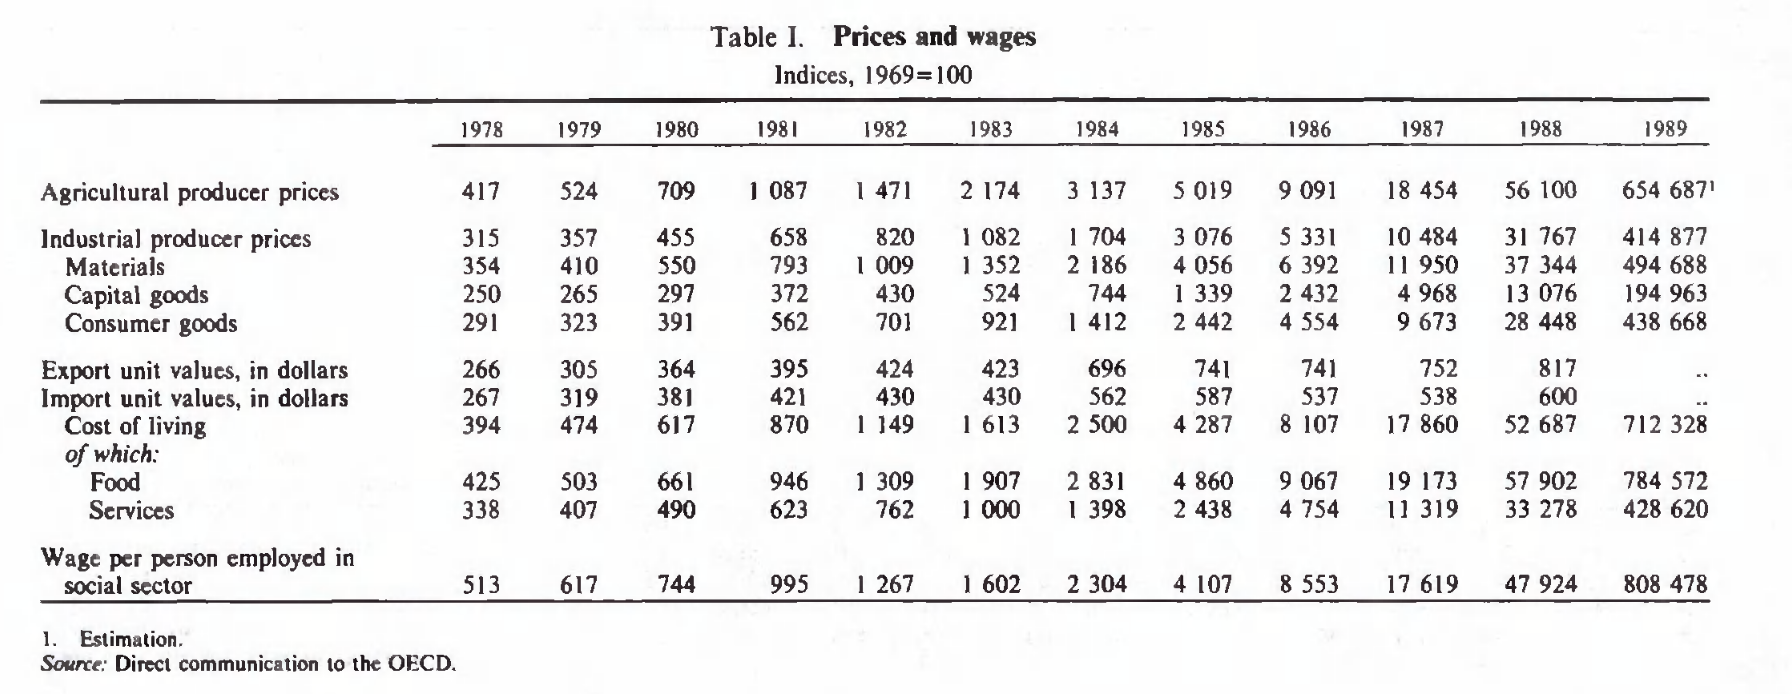 Table I. Prices and wages
Indices, 1969=100
1978 1979 1980 1981 1982 1983 1984 1985 1986 1987 1988 1989
Agricultural producer prices 417 524 709 1 087 1 471 2 174 3 137 5 019 9 091 18 454 56 100 654 687¹
Industrial producer prices 315 357 455 658 820 1 082 1 704 3 076 5 331 10 484 31 767 414 877
Materials 354 410 550 793 1 009 1 352 2 186 4 056 6 392 11 950 37 344 494 688
Capital goods 250 265 297 372 430 524 744 1 339 2 432 4 968 13 076 194 963
Consumer goods 291 323 391 562 701 921 1 412 2 442 4 554 9 673 28 448 438 668
Export unit values, in dollars 266 305 364 395 424 423 696 741 741 752 817 ..
Import unit values, in dollars 267 319 381 421 430 430 562 587 537 538 600 ..
Cost of living 394 474 617 870 1 149 1 613 2 500 4 287 8 107 17 860 52 687 712 328
of which:
Food 425 503 661 946 1 309 1 907 2 831 4 860 9 067 19 173 57 902 784 572
Services 338 407 490 623 762 1 000 1 398 2 438 4 754 11 319 33 278 428 620
Wage per person employed in
social sector 513 617 744 995 1 267 1 602 2 304 4 107 8 553 17 619 47 924 808 478
1. Estimation.
Source: Direct communication to the OECD.